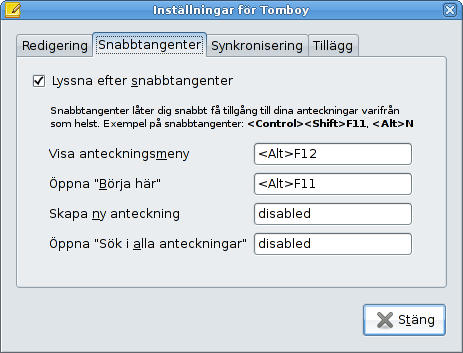 Inställningar för Tomboy
Redigering Snabbtangenter Synkronisering Tillägg
Lyssna efter snabbtangenter
Snabbtangenter låter dig snabbt få tillgång till dina anteckningar varifrån
som helst. Exempel på snabbtangenter: <Control><Shift>F11, <Alt>N
Visa anteckningsmeny <Alt>F12
Öppna "Börja här" <Alt>F11
Skapa ny anteckning disabled
Öppna "Sök i alla anteckningar" disabled
Stäng